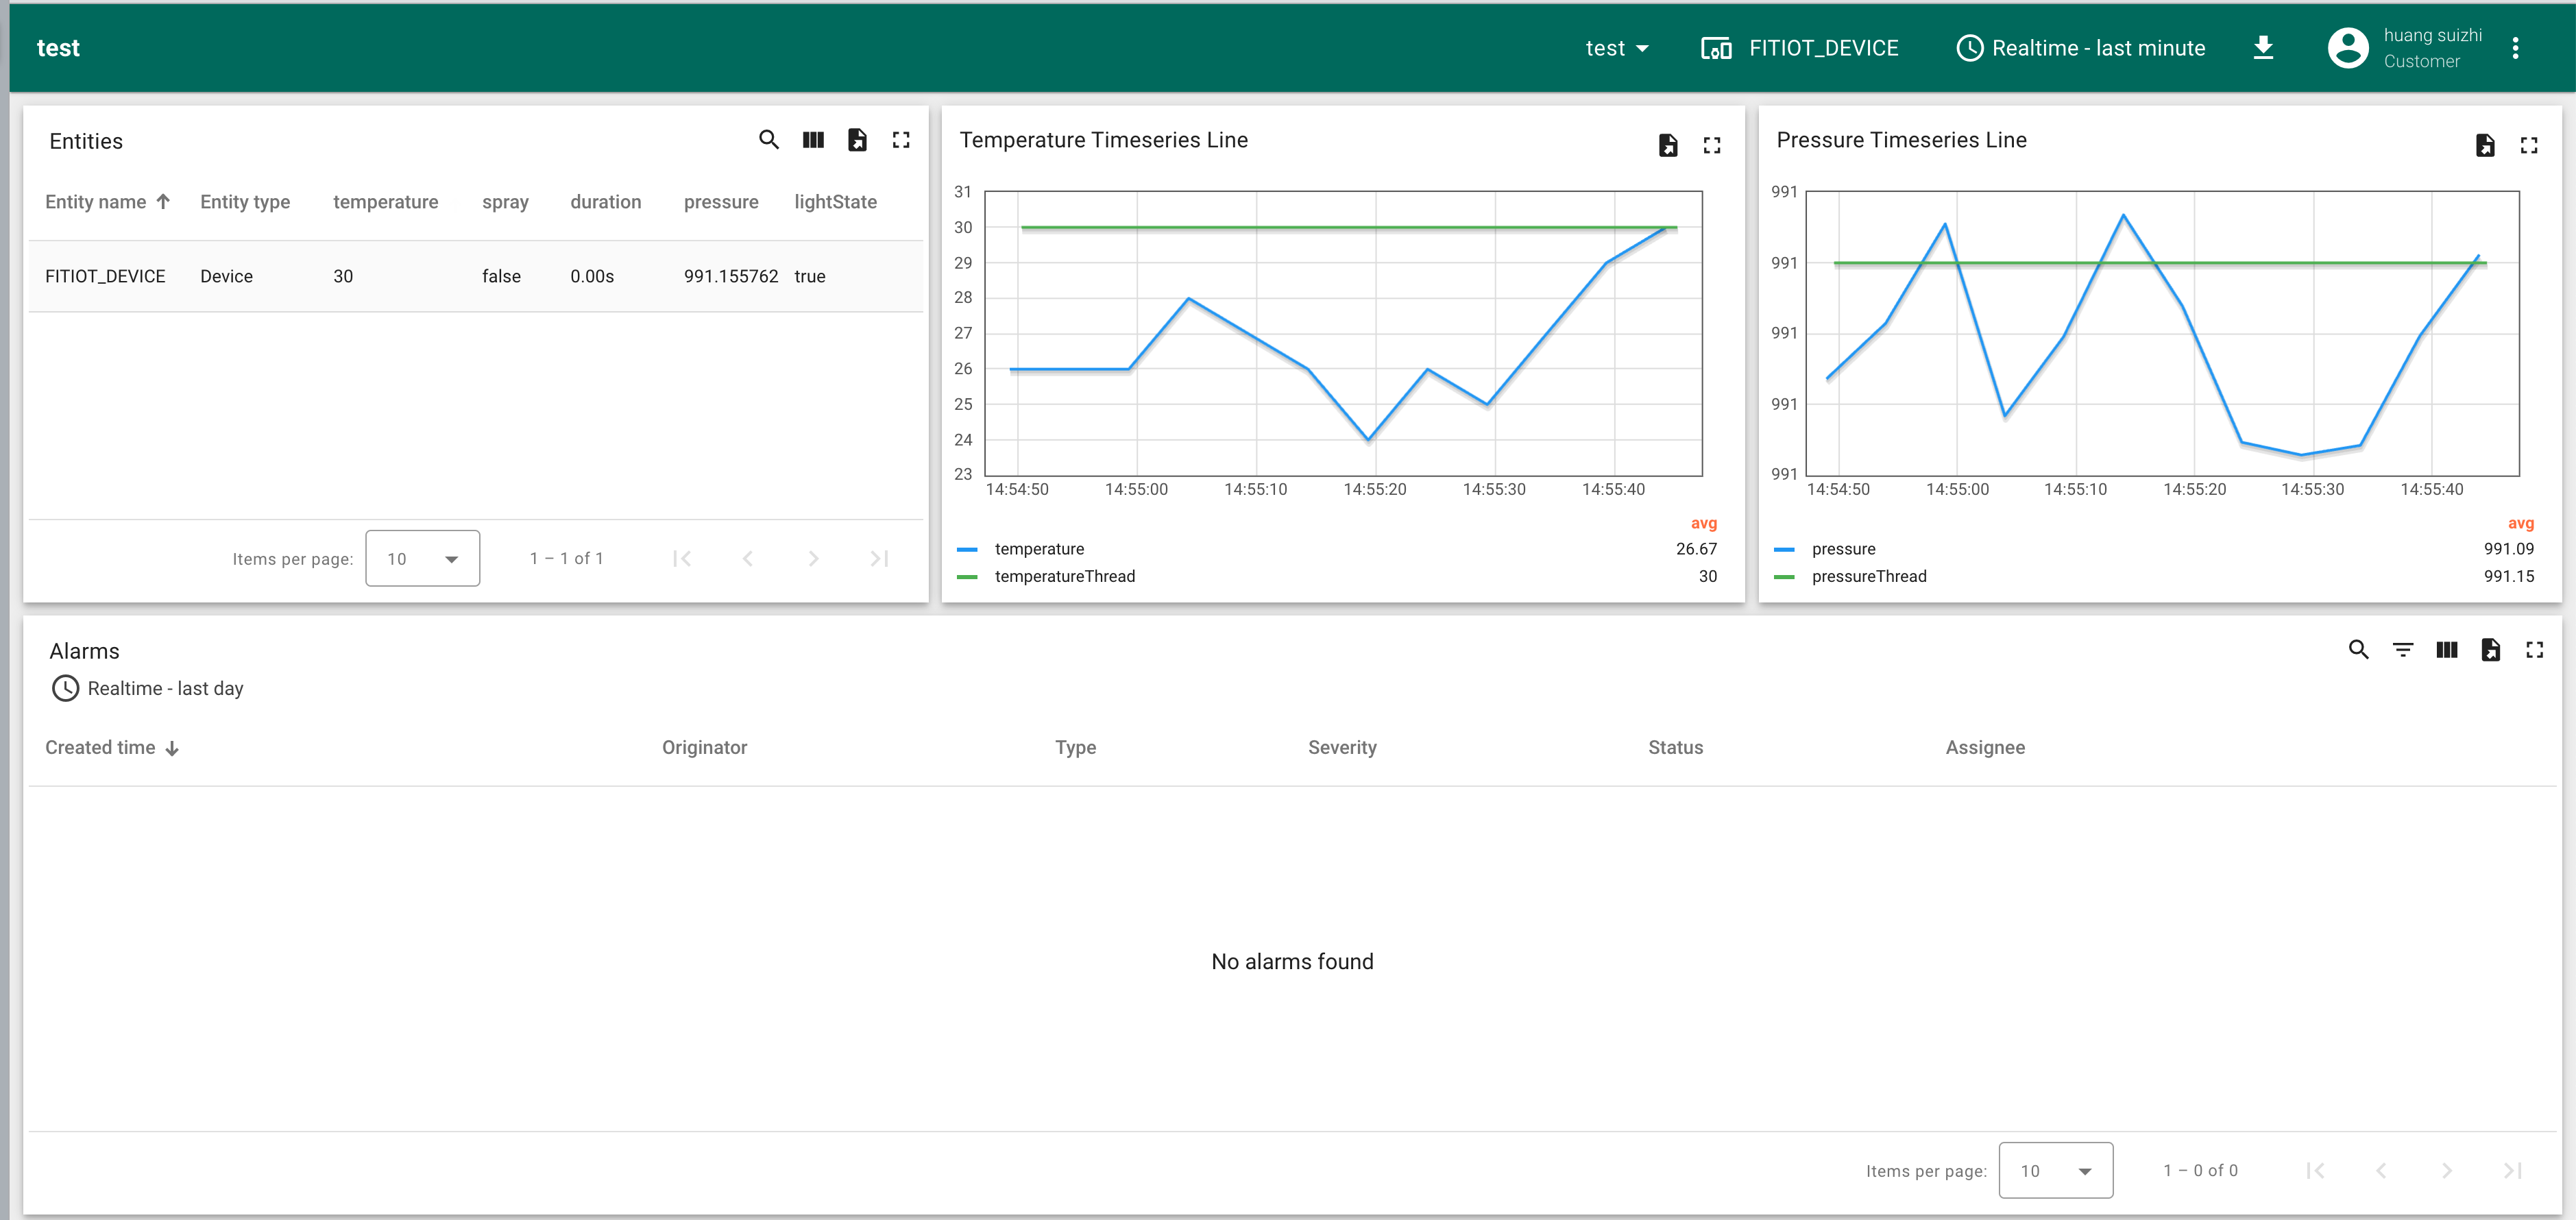 test
test
FITIOT_DEVICE
Realtime - last minute
huang suizhi
Customer
Entities
Entity name Entity type temperature spray duration pressure lightState
FITIOT_DEVICE Device 30 false 0.00s 991.155762 true
Items per page: 10 1 – 1 of 1
Temperature Timeseries Line
31
30
29
28
27
26
25
24
23
14:54:50 14:55:00 14:55:10 14:55:20 14:55:30 14:55:40
avg
temperature 26.67
temperatureThread 30
Pressure Timeseries Line
991
991
991
991
991
14:54:50 14:55:00 14:55:10 14:55:20 14:55:30 14:55:40
avg
pressure 991.09
pressureThread 991.15
Alarms
Realtime - last day
Created time Originator Type Severity Status Assignee
No alarms found
Items per page: 10 1 – 0 of 0